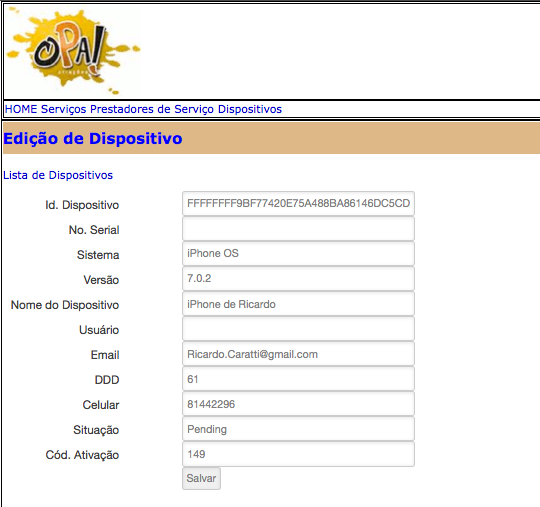 OPA!
HOME Serviços Prestadores de Serviço Dispositivos
Edição de Dispositivo
Lista de Dispositivos
Id. Dispositivo FFFFFFFF9BF77420E75A488BA86146DC5CD
No. Serial
Sistema iPhone OS
Versão 7.0.2
Nome do Dispositivo iPhone de Ricardo
Usuário
Email Ricardo.Caratti@gmail.com
DDD 61
Celular 81442296
Situação Pending
Cód. Ativação 149
Salvar